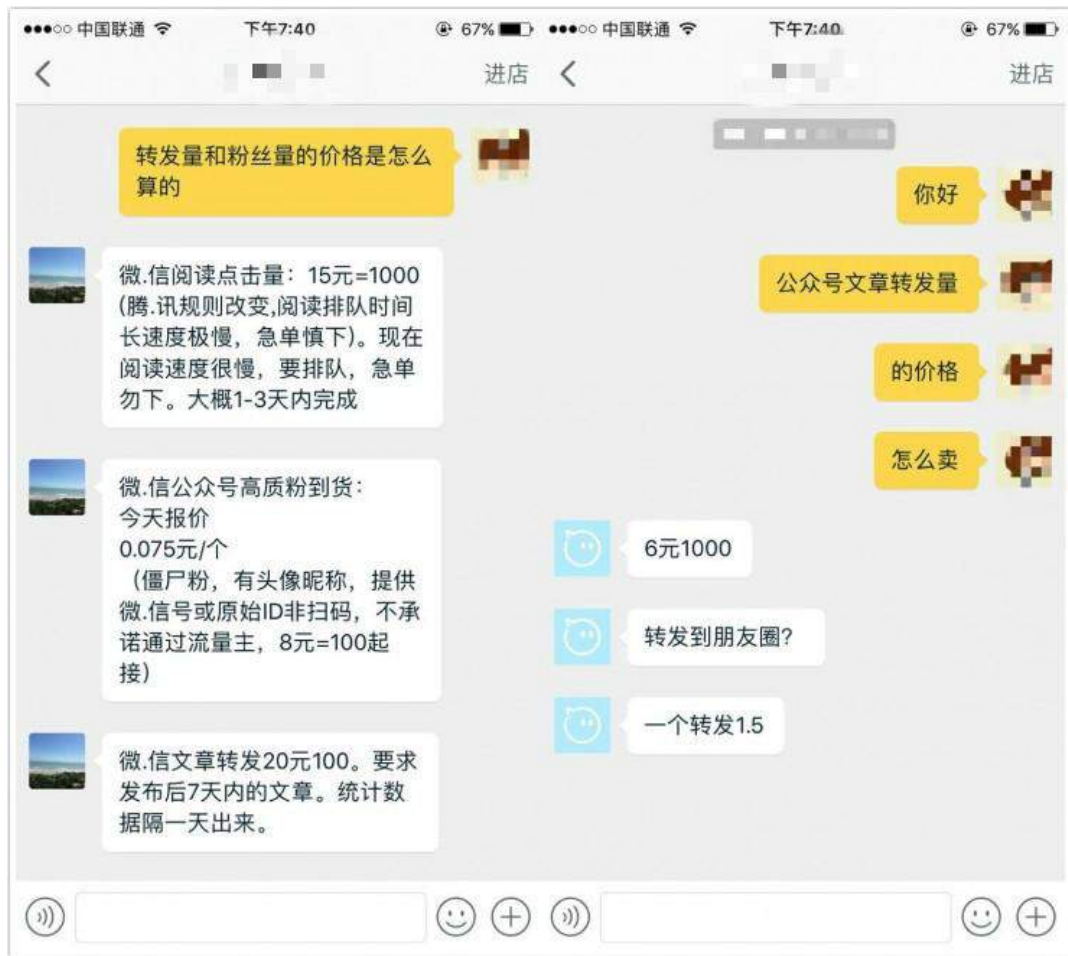 中国联通
下午7:40
67%
进店
转发量和粉丝量的价格是怎么
算的
微.信阅读点击量：15元=1000
(腾.讯规则改变,阅读排队时间
长速度极慢，急单慎下)。现在
阅读速度很慢，要排队，急单
勿下。大概1-3天内完成
微.信公众号高质粉到货：
今天报价
0.075元/个
（僵尸粉，有头像昵称，提供
微.信号或原始ID非扫码，不承
诺通过流量主，8元=100起
接）
微.信文章转发20元100。要求
发布后7天内的文章。统计数
据隔一天出来。
中国联通
下午7:40
67%
进店
你好
公众号文章转发量
的价格
怎么卖
6元1000
转发到朋友圈?
一个转发1.5